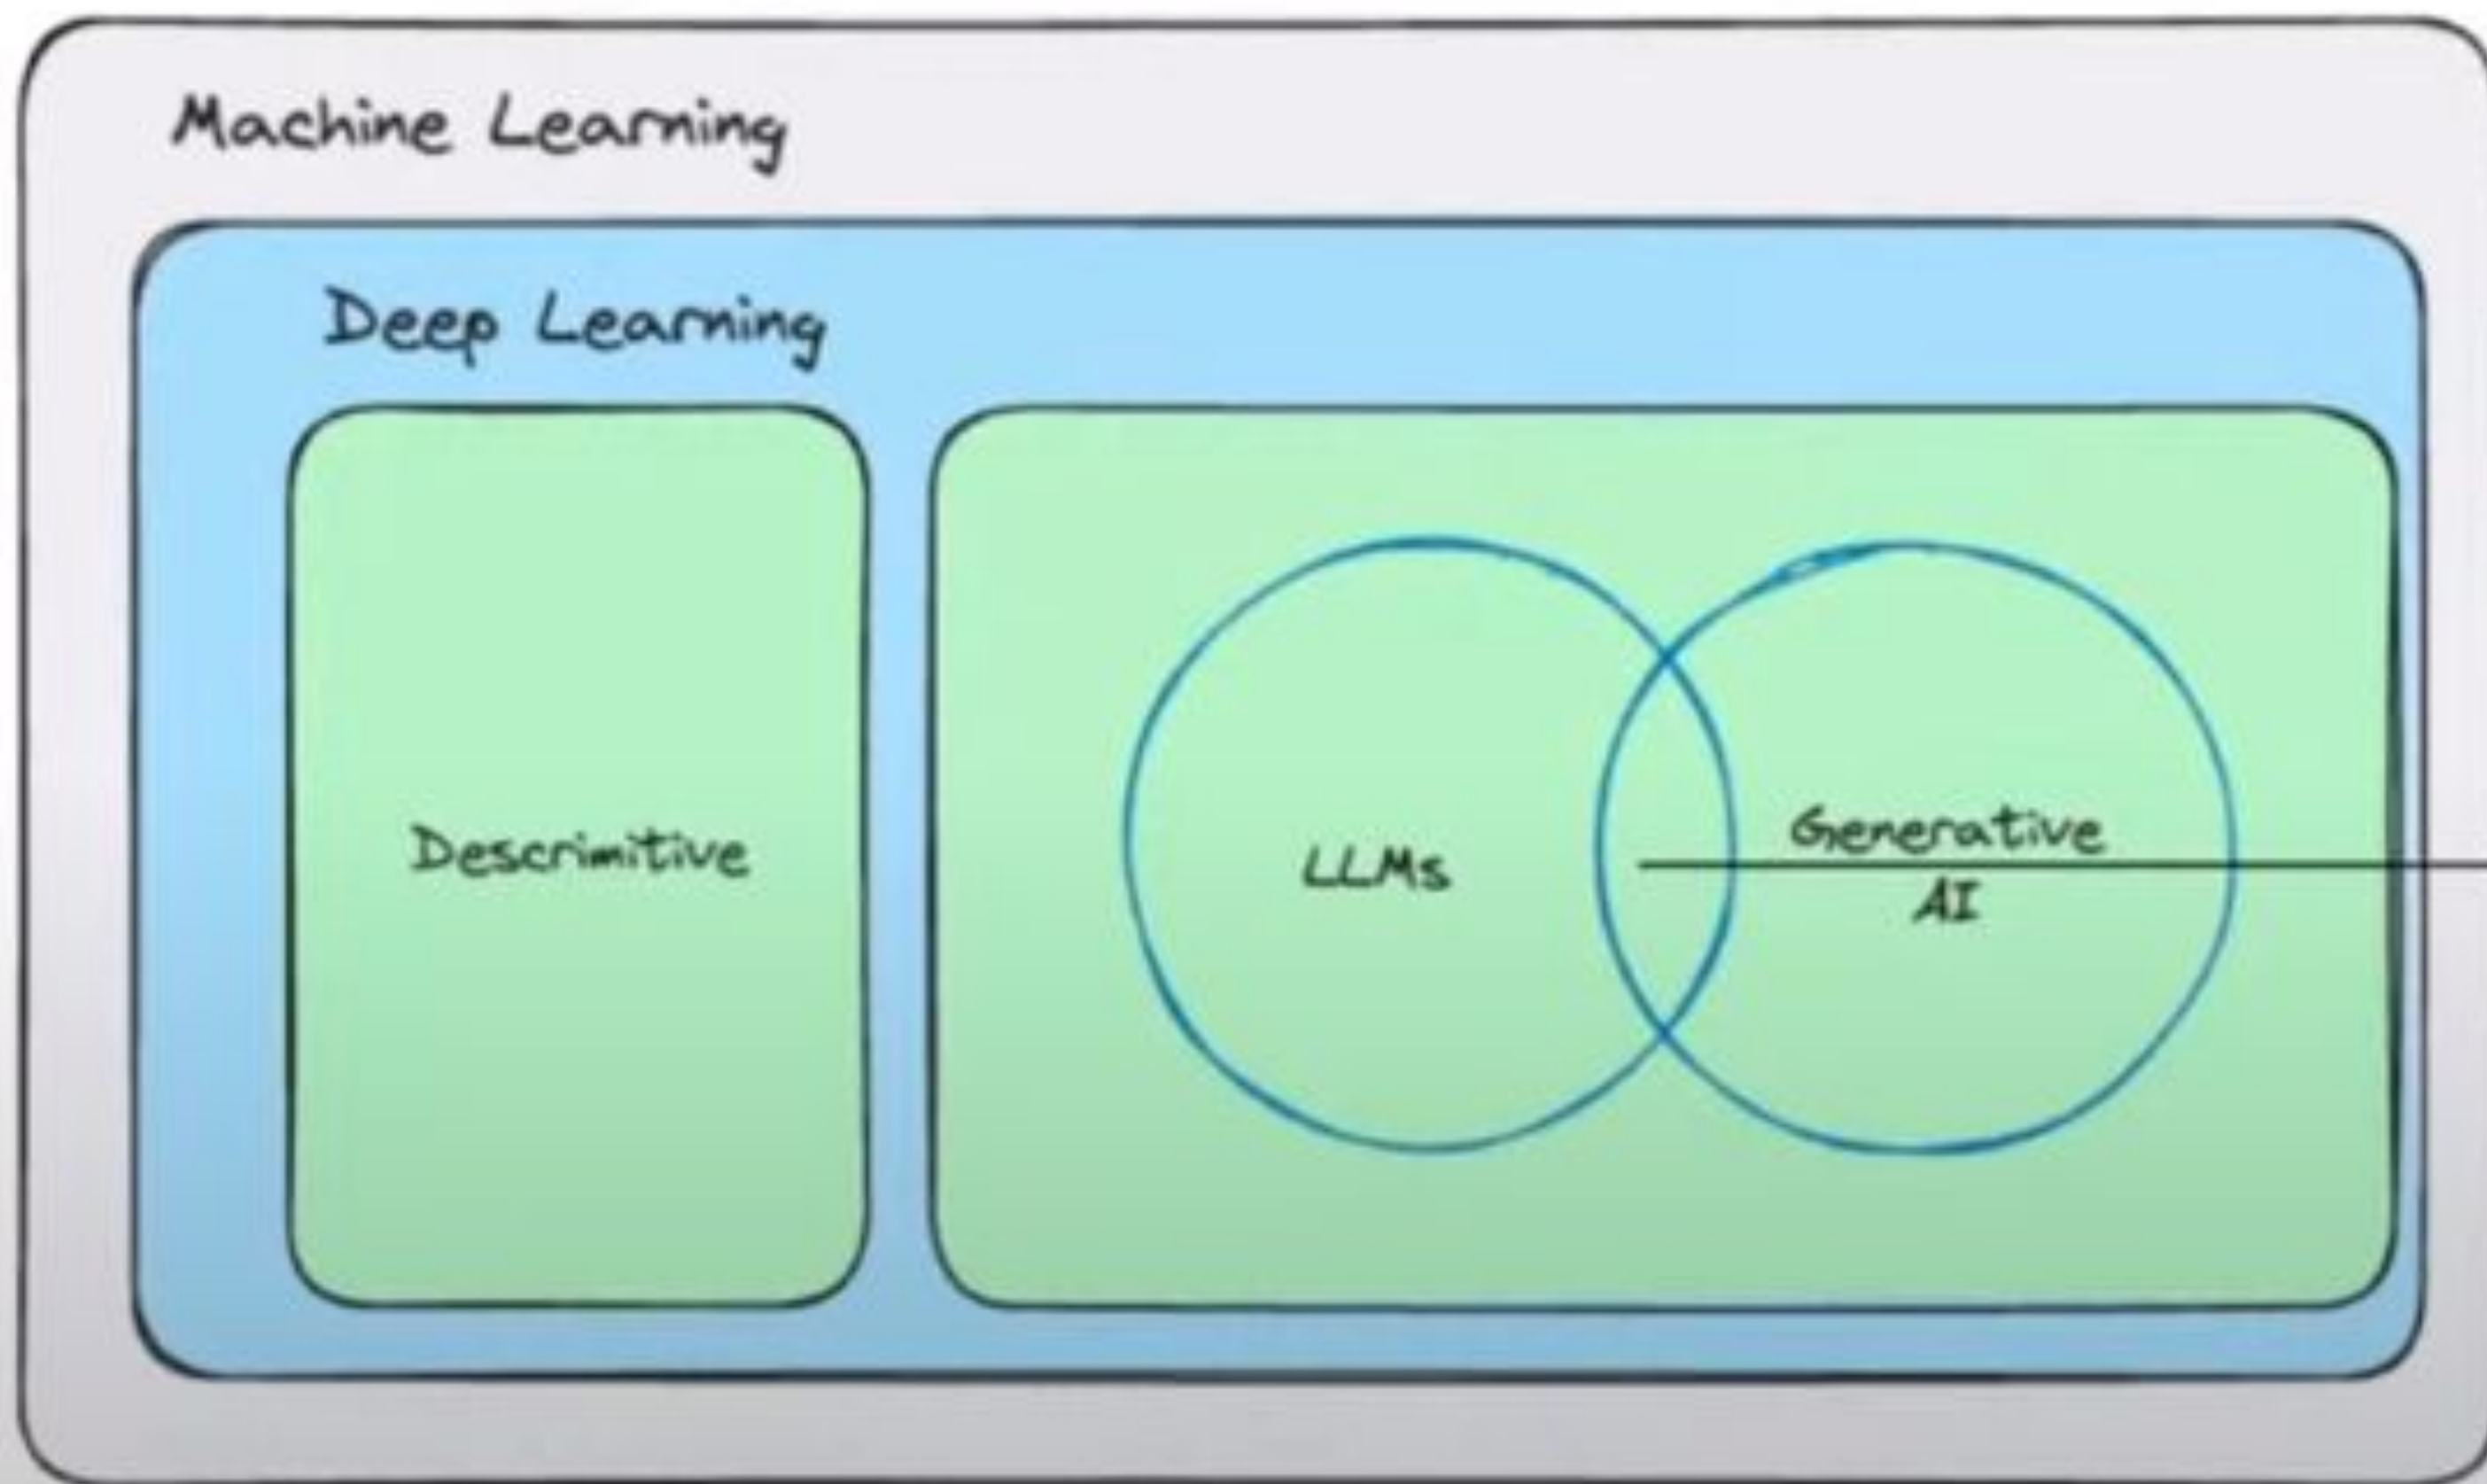 Machine Learning
Deep Learning
Descrimitive
LLMs
Generative
AI